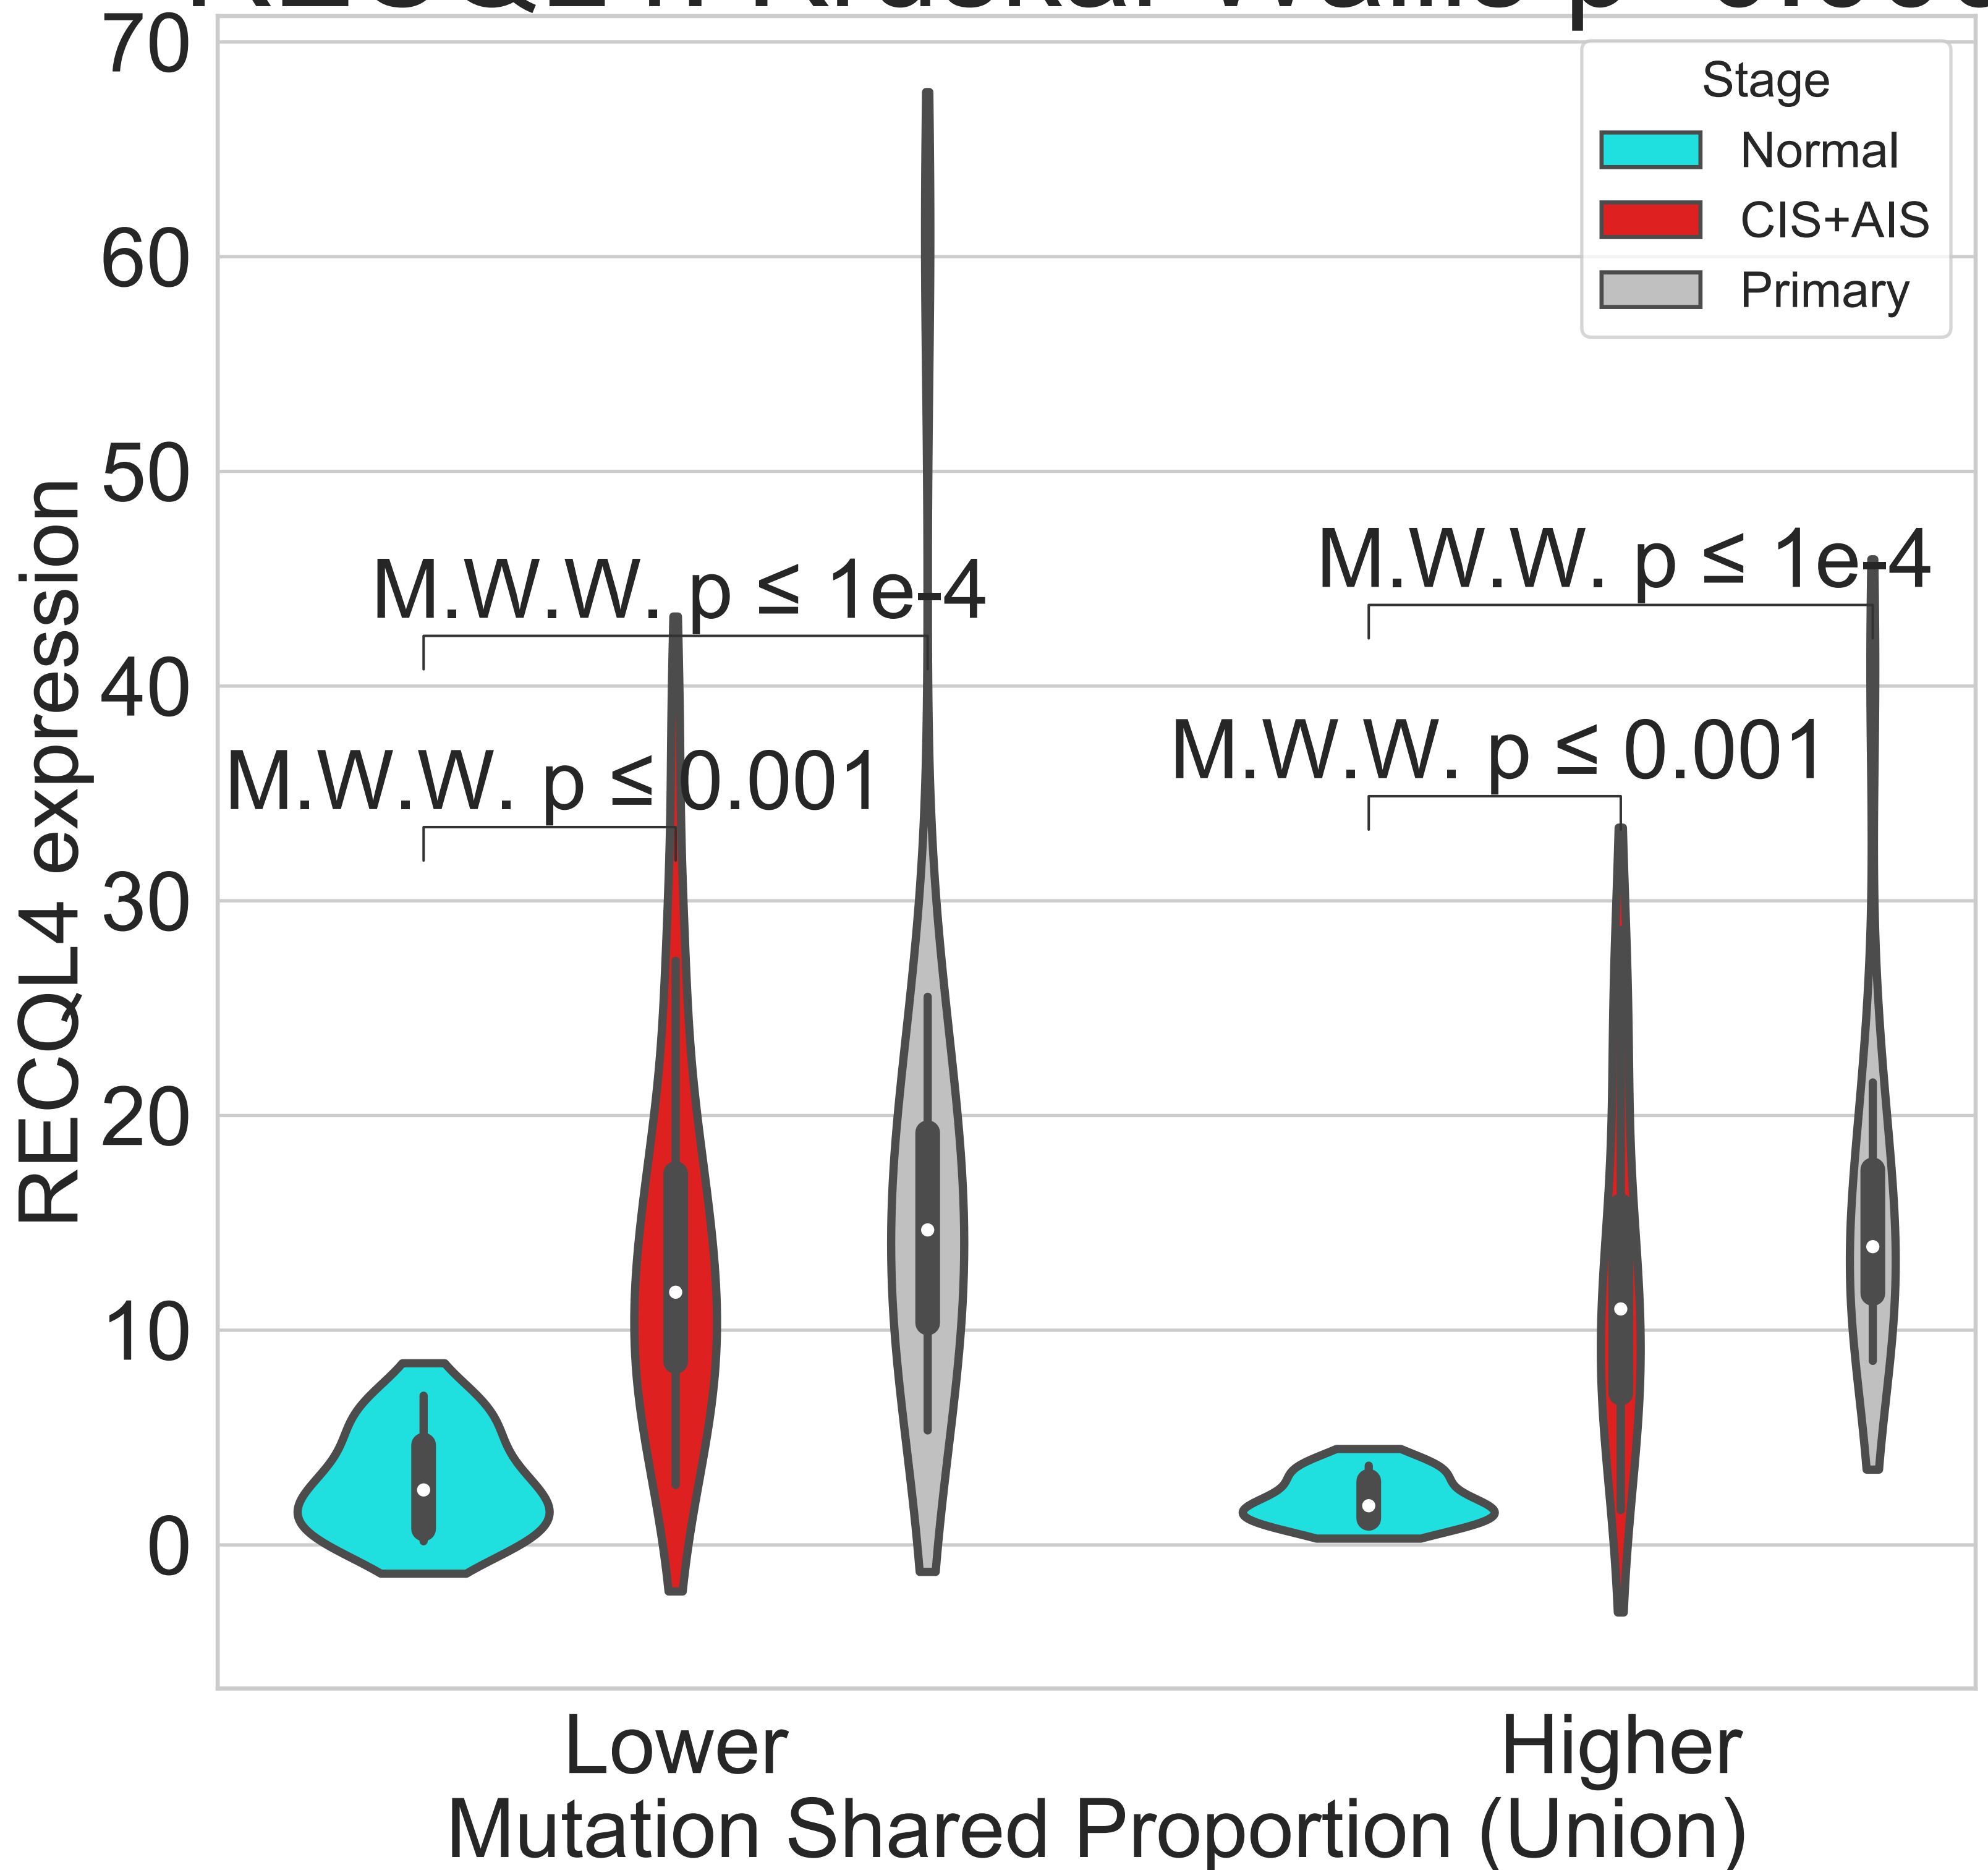 70
60
50
40
30
20
10
0
RECQL4 expression
Stage
Normal
CIS+AIS
Primary
M.W.W. p ≤ 1e-4
M.W.W. p ≤ 1e-4
M.W.W. p ≤ 0.001
M.W.W. p ≤ 0.001
Lower
Higher
Mutation Shared Proportion (Union)